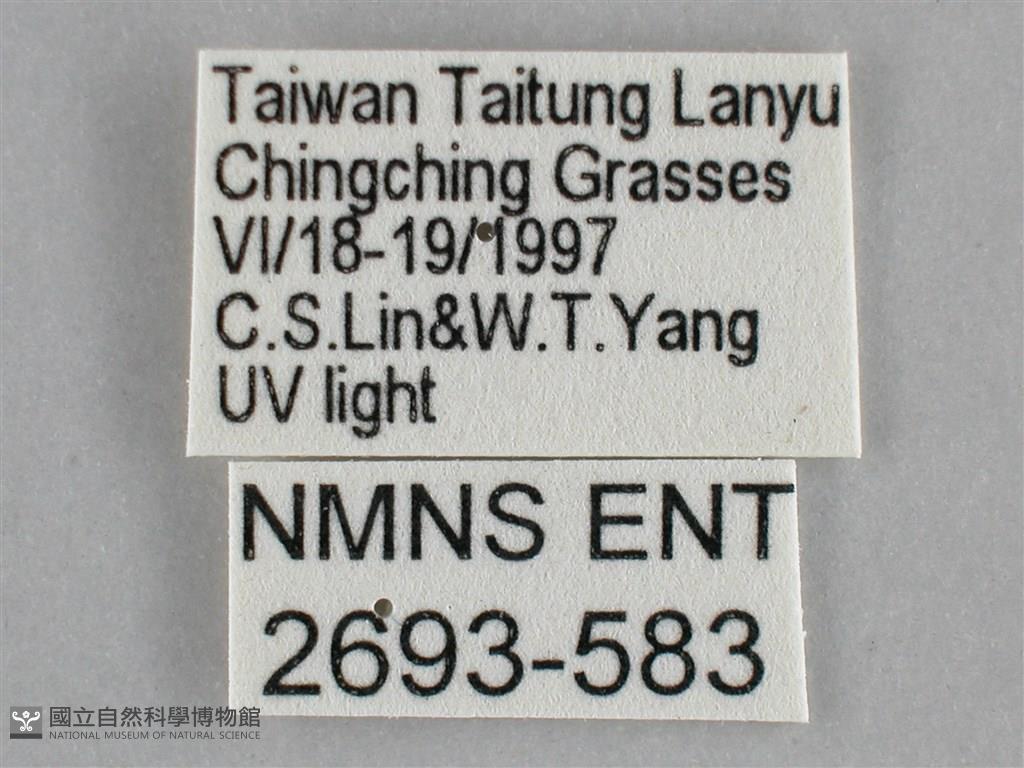 Taiwan Taitung Lanyu
Chingching Grasses
VI/18-19/1997
C.S.Lin&W.T.Yang
UV light
NMNS ENT
2693-583
國立自然科學博物館
NATIONAL MUSEUM OF NATURAL SCIENCE